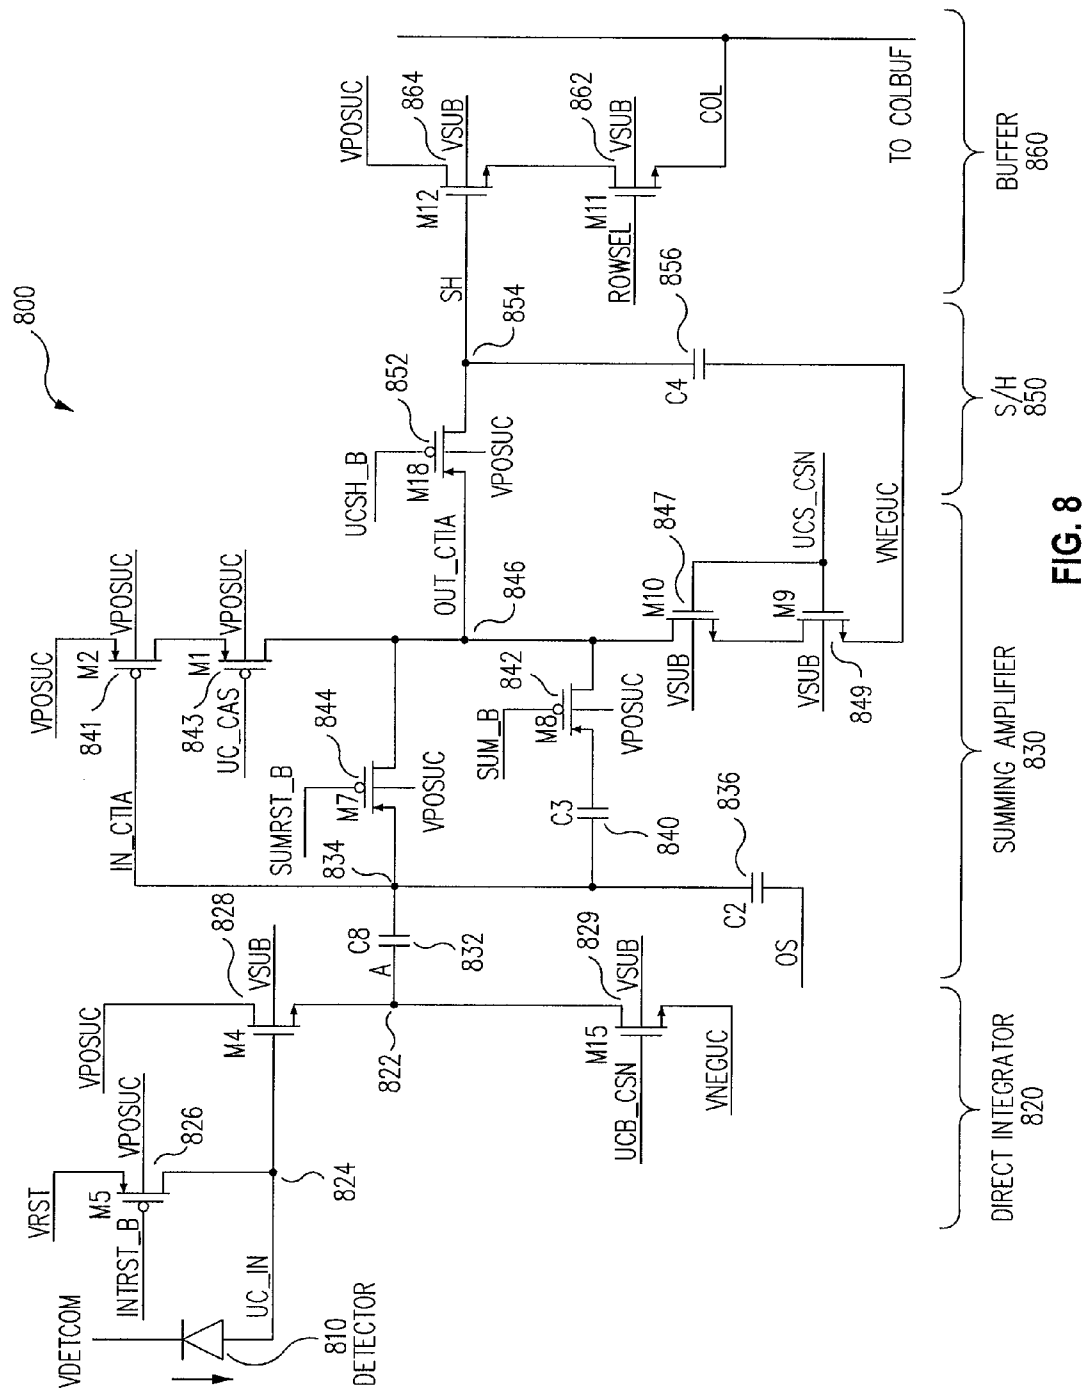 800
VDETCOM
810
DETECTOR
UC_IN
VRST
M5
INTRST_B
VPOSUC
826
824
VPOSUC
M4
828
VSUB
822
A
C8
832
M15
829
VSUB
UCB_CSN
VNEGUC
IN_CTIA
VPOSUC
M2
841
VPOSUC
M1
843
UC_CAS
VPOSUC
SUMRST_B
M7
844
VPOSUC
834
SUM_B
M8
842
VPOSUC
C3
840
C2
836
OS
OUT_CTIA
846
M10
847
VSUB
M9
849
VSUB
UCS_CSN
VNEGUC
UCSH_B
M18
852
VPOSUC
854
SH
C4
856
VPOSUC
M12
864
VSUB
M11
862
VSUB
ROWSEL
COL
TO COLBUF
DIRECT INTEGRATOR
820
SUMMING AMPLIFIER
830
S/H
850
BUFFER
860
FIG. 8